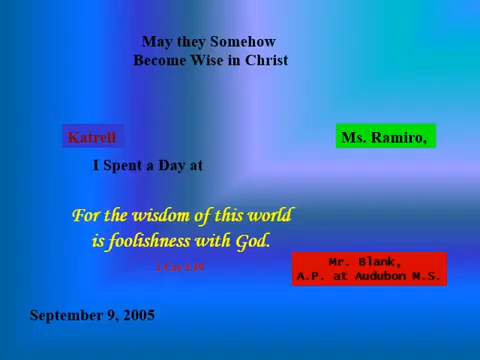 May they Somehow
Become Wise in Christ
Katrell
Ms. Ramiro,
I Spent a Day at
For the wisdom of this world
is foolishness with God.
1 Cor 3:19
Mr. Blank,
A.P. at Audubon M.S.
September 9, 2005